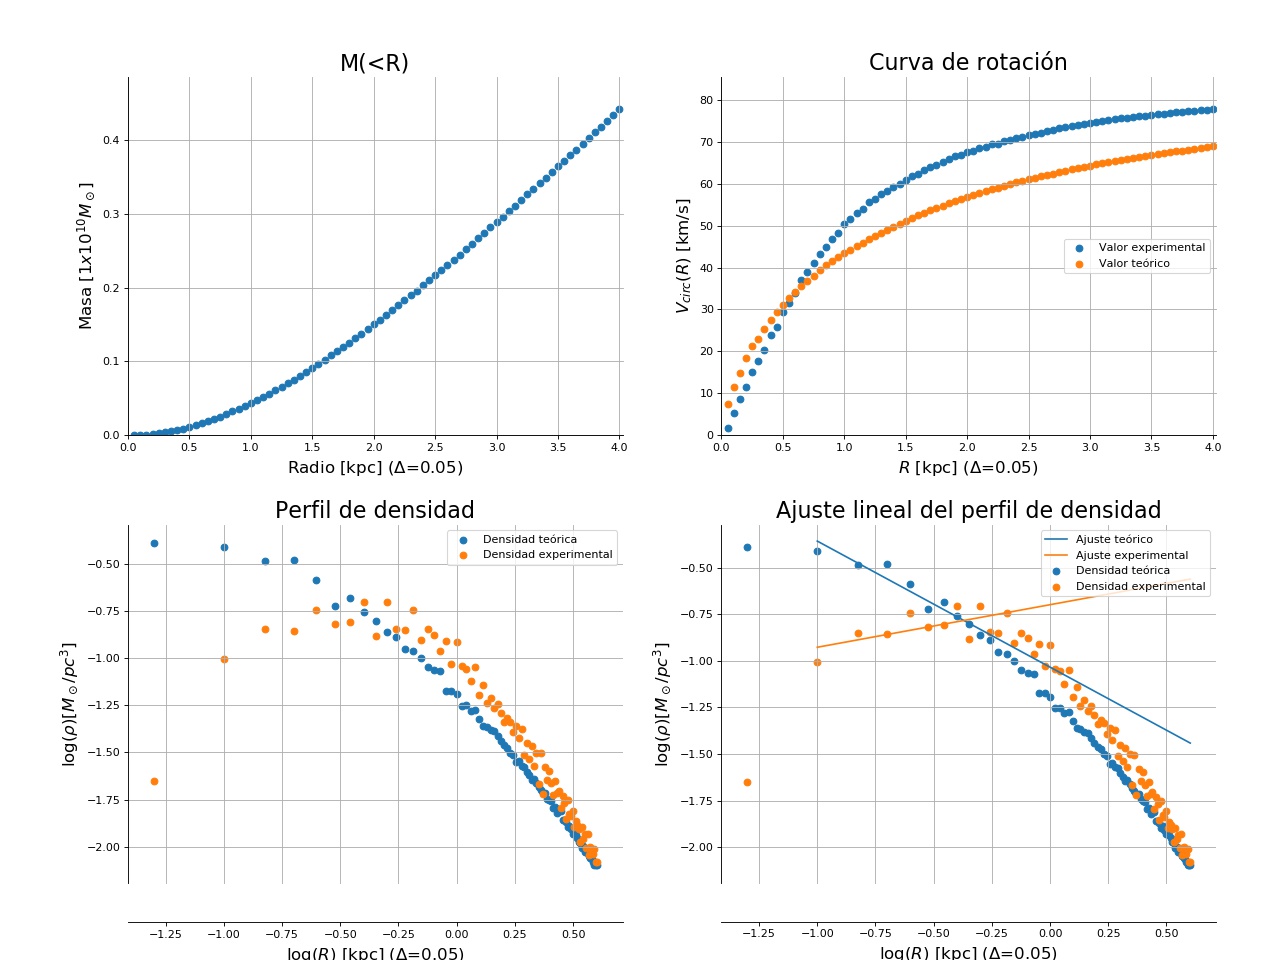 M(<R)
0.4
0.3
0.2
0.1
0.0
Masa [1x10^{10}M_⊙]
0.0 0.5 1.0 1.5 2.0 2.5 3.0 3.5 4.0
Radio [kpc] (Δ=0.05)
Curva de rotación
80
70
60
50
40
30
20
10
0
V_{circ}(R) [km/s]
Valor experimental
Valor teórico
0.0 0.5 1.0 1.5 2.0 2.5 3.0 3.5 4.0
R [kpc] (Δ=0.05)
Perfil de densidad
Densidad teórica
Densidad experimental
−0.50
−0.75
−1.00
−1.25
−1.50
−1.75
−2.00
log(ρ)[M_⊙/pc^3]
−1.25 −1.00 −0.75 −0.50 −0.25 0.00 0.25 0.50
log(R) [kpc] (Δ=0.05)
Ajuste lineal del perfil de densidad
Ajuste teórico
Ajuste experimental
Densidad teórica
Densidad experimental
−0.50
−0.75
−1.00
−1.25
−1.50
−1.75
−2.00
log(ρ)[M_⊙/pc^3]
−1.25 −1.00 −0.75 −0.50 −0.25 0.00 0.25 0.50
log(R) [kpc] (Δ=0.05)